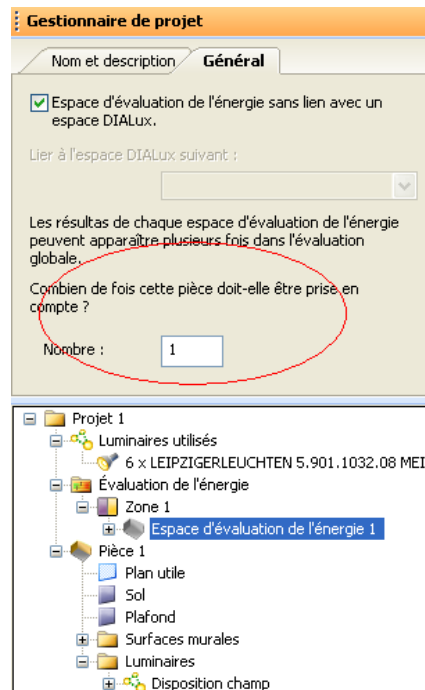 Gestionnaire de projet
Nom et description
Général
Espace d'évaluation de l'énergie sans lien avec un
espace DIALux.
Lier à l'espace DIALux suivant :
Les résultas de chaque espace d'évaluation de l'énergie
peuvent apparaître plusieurs fois dans l'évaluation
globale.
Combien de fois cette pièce doit-elle être prise en
compte ?
Nombre :
1
Projet 1
Luminaires utilisés
6 x LEIPZIGERLEUCHTEN 5.901.1032.08 MEI
Évaluation de l'énergie
Zone 1
Espace d'évaluation de l'énergie 1
Pièce 1
Plan utile
Sol
Plafond
Surfaces murales
Luminaires
Disposition champ